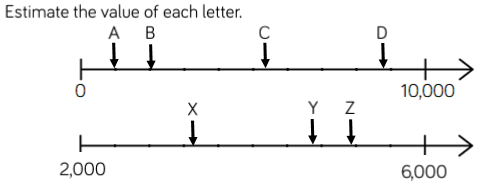 Estimate the value of each letter.
A B C D
0 10,000
X Y Z
2,000 6,000